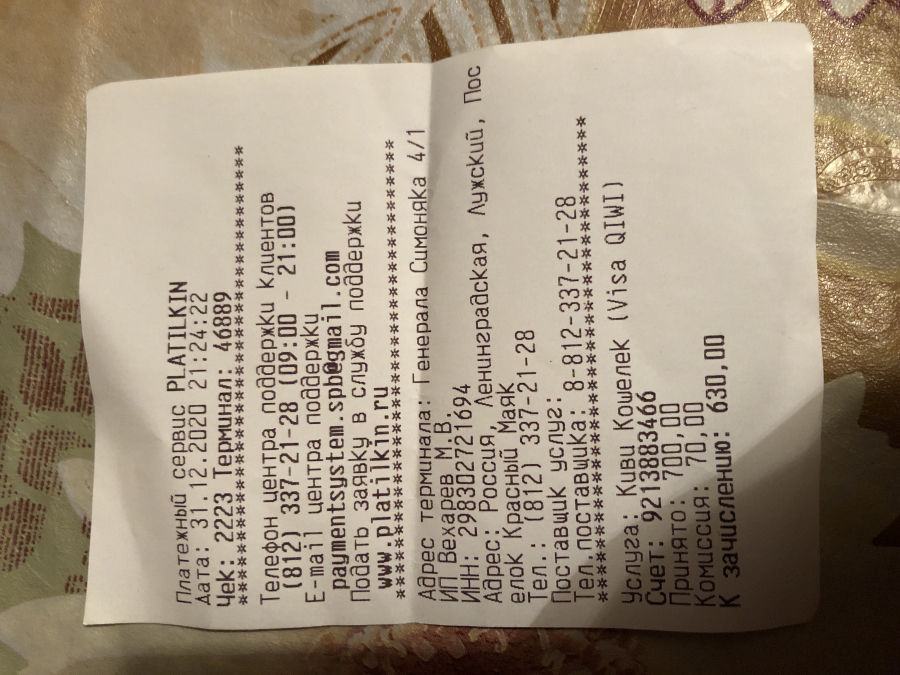 Платежный сервис PLATILKIN
Дата: 31.12.2020 21:24:22
Чек: 2223 Терминал: 46889
****************************************
Телефон центра поддержки клиентов
(812) 337-21-28 (09:00 - 21:00)
E-mail центра поддержки
paymentsystem.spb@gmail.com
Подать заявку в службу поддержки
www.platilkin.ru
****************************************
Адрес терминала: Генерала Симоняка 4/1
ИП Вехарев М.В.
ИНН: 298302721694
Адрес: Россия, Ленинградская, Лужский, Пос
елок Красный Маяк
Тел.: (812) 337-21-28
Поставщик услуг:
Тел.поставщика: 8-812-337-21-28
****************************************
Услуга: Киви Кошелек (Visa QIWI)
Счет: 9213883466
Принято: 700,00
Комиссия: 70,00
К зачислению: 630,00